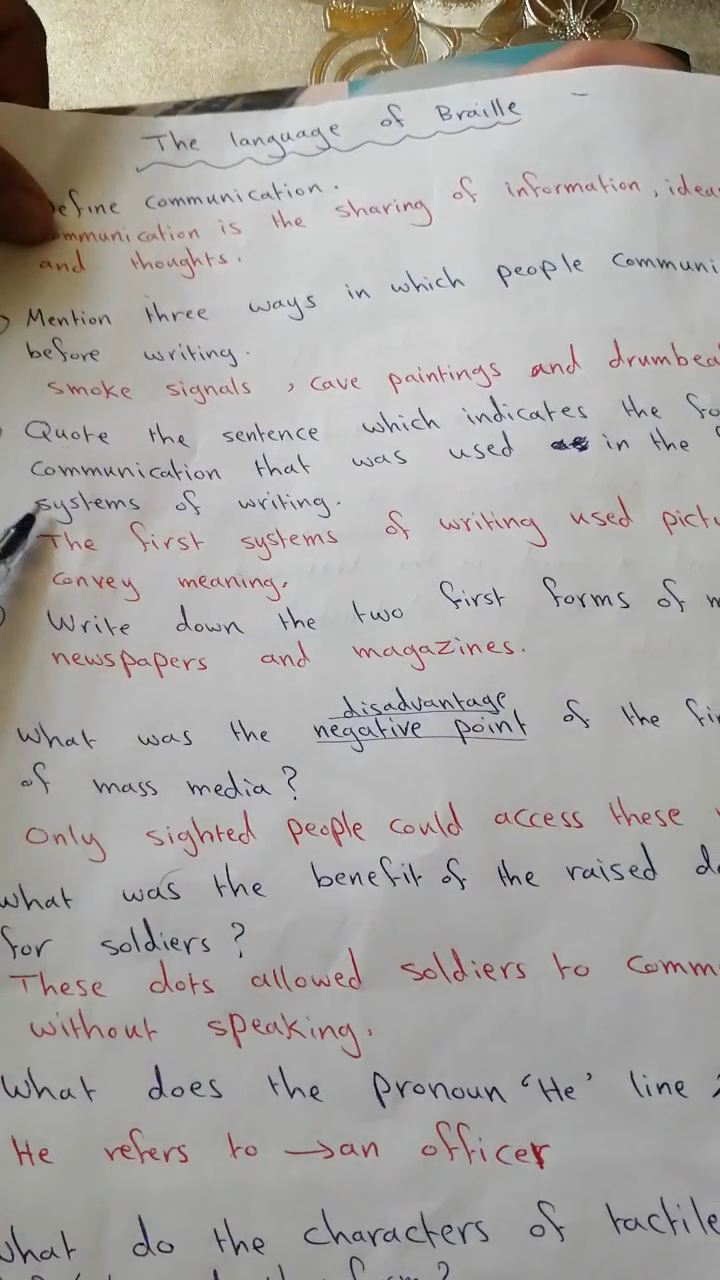 The language of Braille
efine communication.
mmunication is the sharing of information, idea
and thoughts.
Mention three ways in which people communi
before writing.
smoke signals, cave paintings and drumbea
Quote the sentence which indicates the fo
communication that was used in the
systems of writing.
The first systems of writing used pictu
convey meaning.
Write down the two first forms of m
newspapers and magazines.
disadvantage
What was the negative point of the fir
of mass media?
Only sighted people could access these
what was the benefit of the raised do
for soldiers?
These dots allowed soldiers to comm
without speaking.
What does the pronoun 'He' line
He refers to → an officer
what do the characters of tactile